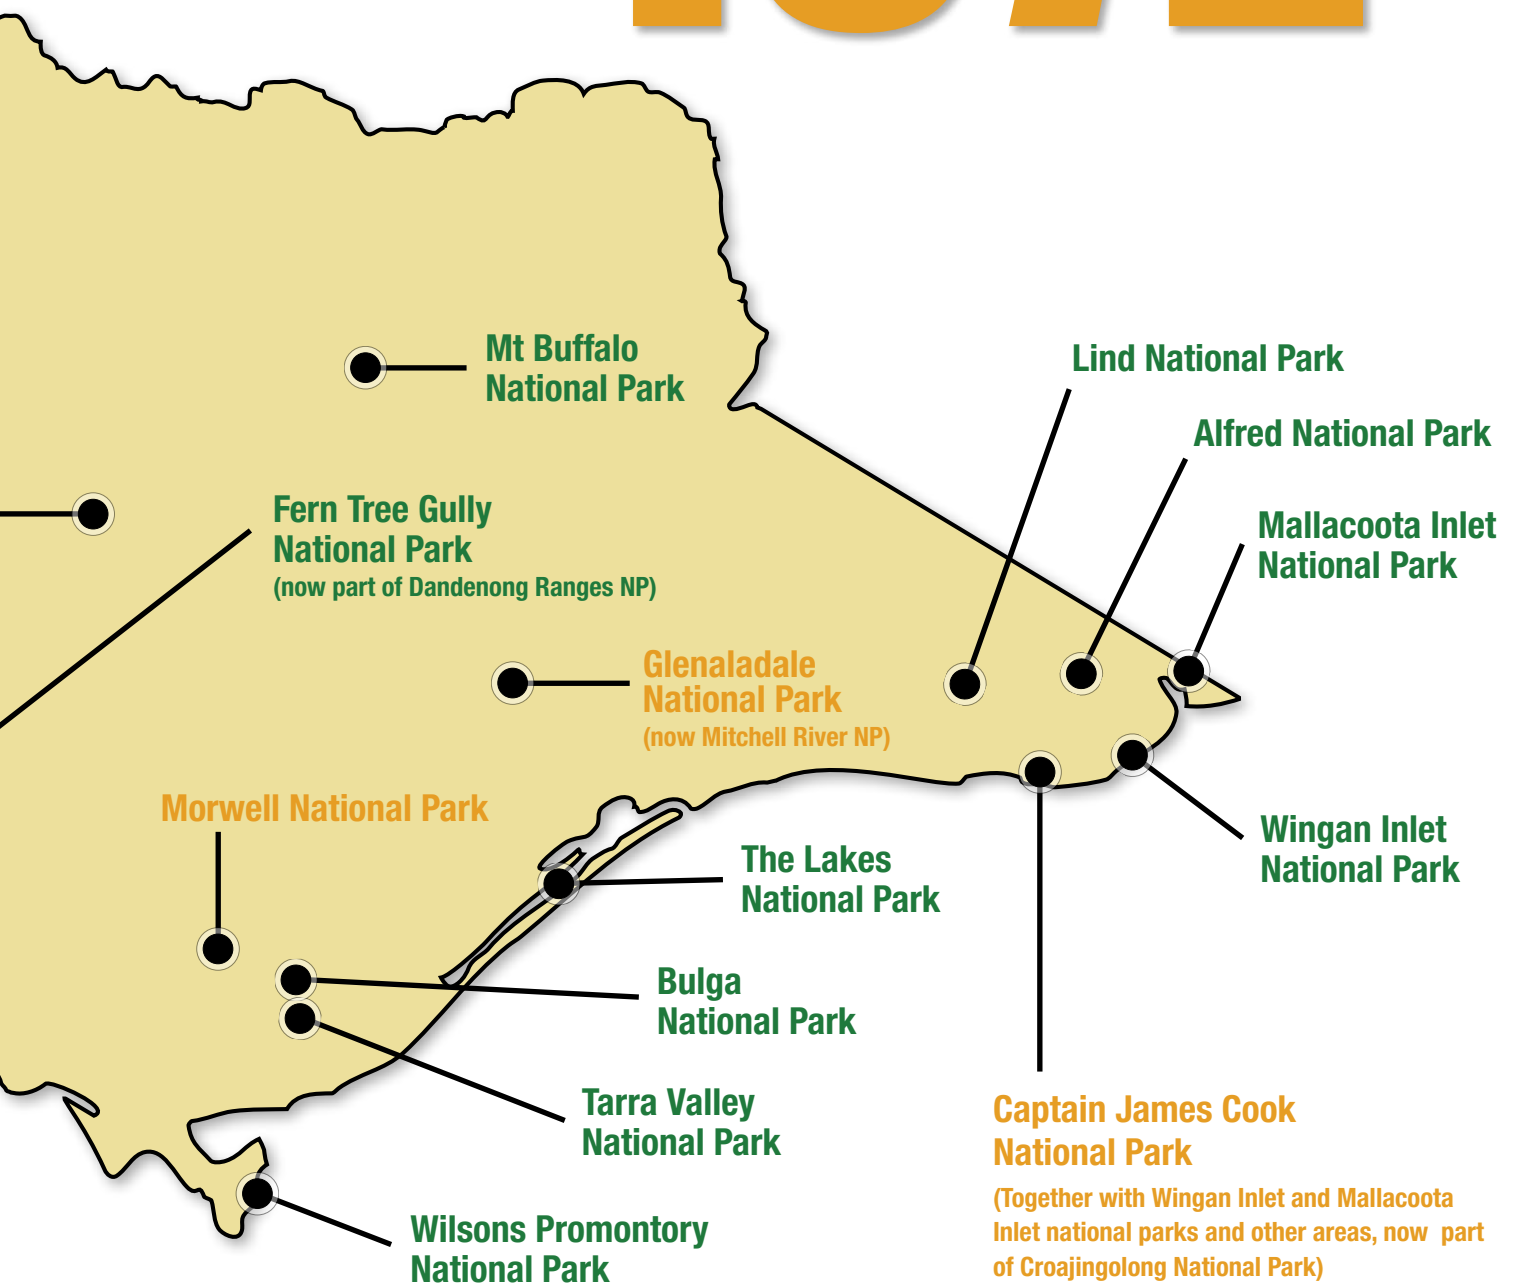 Mt Buffalo
National Park
Lind National Park
Alfred National Park
Fern Tree Gully
National Park
(now part of Dandenong Ranges NP)
Mallacoota Inlet
National Park
Glenaladale
National Park
(now Mitchell River NP)
Morwell National Park
Wingan Inlet
National Park
The Lakes
National Park
Bulga
National Park
Tarra Valley
National Park
Captain James Cook
National Park
(Together with Wingan Inlet and Mallacoota
Inlet national parks and other areas, now part
of Croajingolong National Park)
Wilsons Promontory
National Park